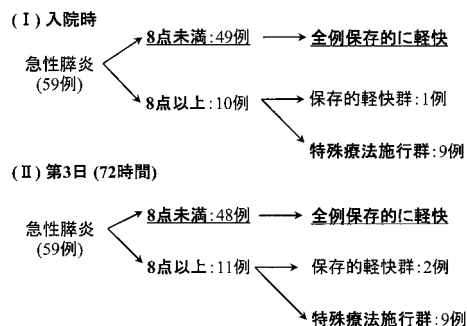 (Ⅰ) 入院時
8点未満:49例
全例保存的に軽快
急性膵炎
(59例)
8点以上:10例
保存的軽快群:1例
特殊療法施行群:9例
(Ⅱ) 第3日 (72時間)
8点未満:48例
全例保存的に軽快
急性膵炎
(59例)
8点以上:11例
保存的軽快群:2例
特殊療法施行群:9例